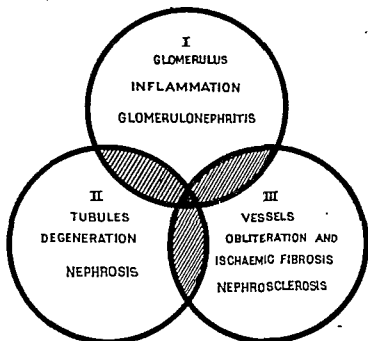 I
GLOMERULUS
INFLAMMATION
GLOMERULONEPHRITIS
II
TUBULES
DEGENERATION
NEPHROSIS
III
VESSELS
OBLITERATION AND
ISCHAEMIC FIBROSIS
NEPHROSCLEROSIS